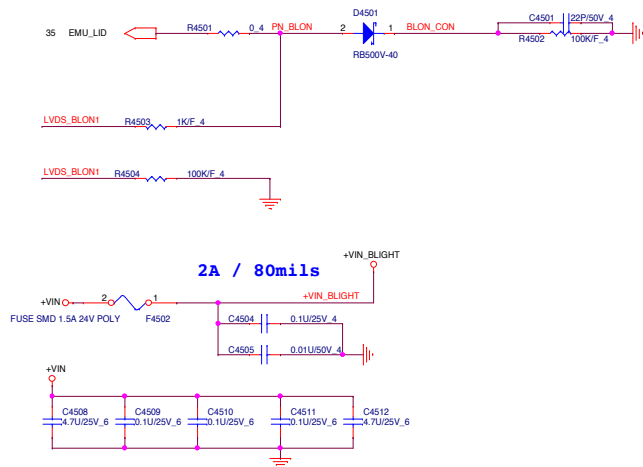 D4501
C4501 22P/50V_4
35 EMU_LID R4501 0_4 PN_BLON 2 1 BLON_CON
R4502 100K/F_4
RB500V-40
LVDS_BLON1 R4503 1K/F_4
LVDS_BLON1 R4504 100K/F_4
+VIN_BLIGHT
2A / 80mils
+VIN 2 1 +VIN_BLIGHT
FUSE SMD 1.5A 24V POLY F4502
C4504 0.1U/25V_4
C4505 0.01U/50V_4
+VIN
C4508 C4509 C4510 C4511 C4512
4.7U/25V_6 0.1U/25V_6 0.1U/25V_6 0.1U/25V_6 4.7U/25V_6